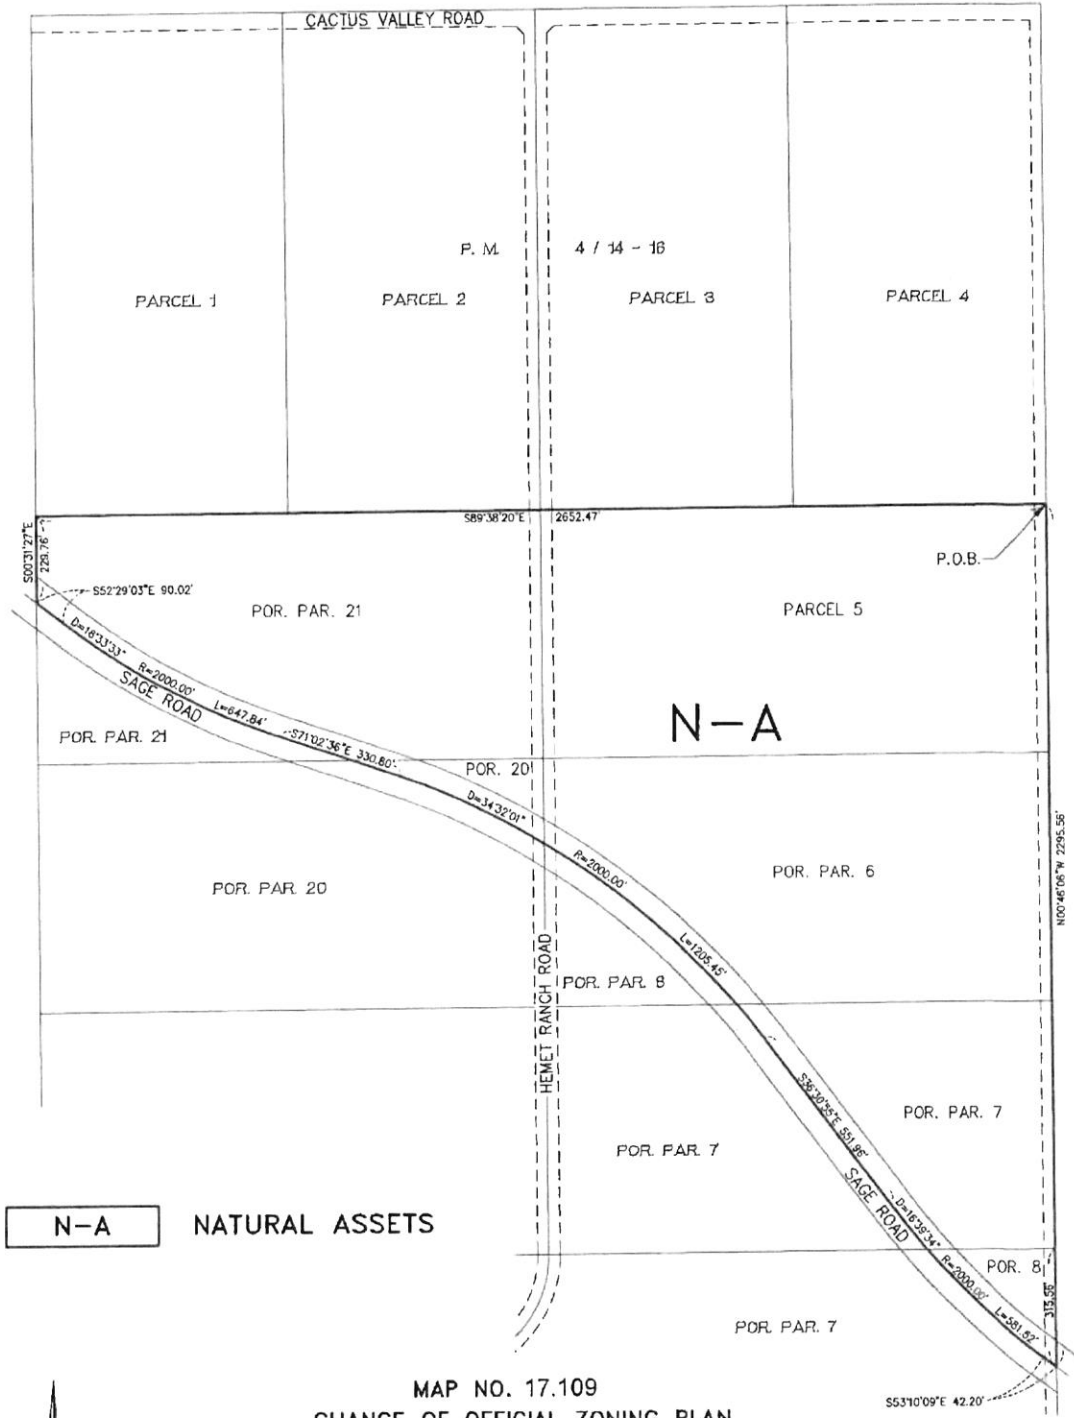 CACTUS VALLEY ROAD
P. M. 4 / 14 - 16
PARCEL 1
PARCEL 2
PARCEL 3
PARCEL 4
S89°38'20"E 2652.47'
S00°31'27"E
229.76'
P.O.B.
S52°29'03"E 90.02'
POR. PAR. 21
PARCEL 5
D=18°33'33"
R=2000.00'
L=647.84'
SAGE ROAD
N-A
POR. PAR. 21
S71°02'36"E 330.80'
POR. 20
D=34°32'01"
R=2000.00'
L=1205.45'
N00°46'06"W 2295.56'
POR. PAR. 6
POR. PAR. 20
HEMET RANCH ROAD
POR. PAR. 8
S36°30'35"E 551.96'
POR. PAR. 7
POR. PAR. 7
SAGE ROAD
D=16°39'34"
R=2000.00'
L=581.52'
N-A NATURAL ASSETS
POR. 8
315.56'
POR. PAR. 7
S53°10'09"E 42.20'
MAP NO. 17.109
CHANGE OF OFFICIAL ZONING PLAN